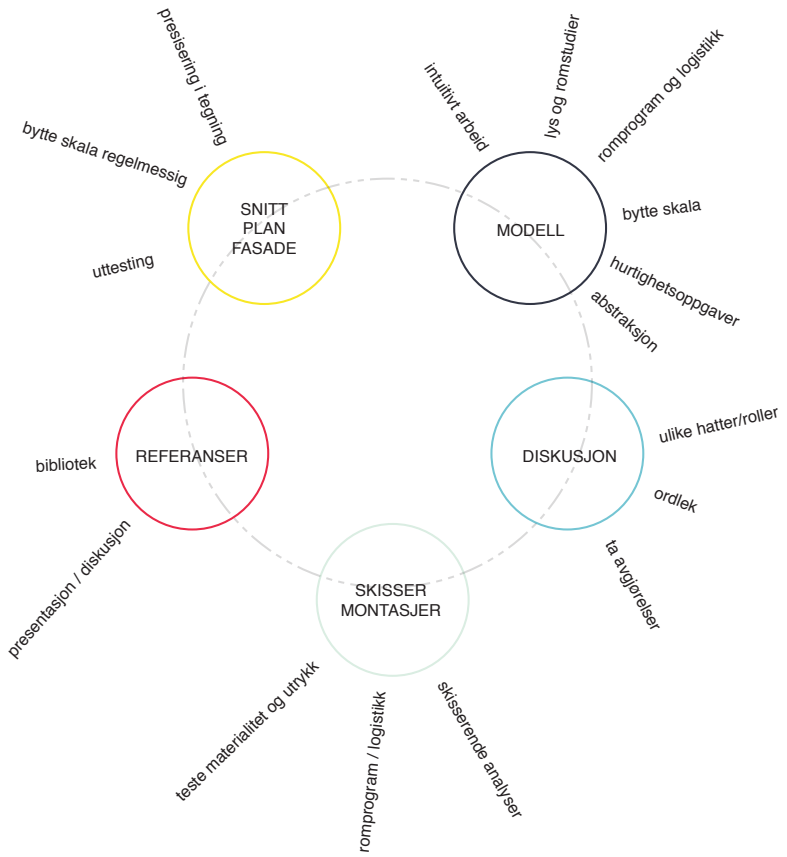 presisering i tegning
bytte skala regelmessig
uttesting
SNITT
PLAN
FASADE
intuitivt arbeid
lys og romstudier
romprogram og logistikk
bytte skala
hurtighetsoppgaver
abstraksjon
MODELL
ulike hatter/roller
ordlek
ta avgjørelser
DISKUSJON
bibliotek
presentasjon / diskusjon
REFERANSER
SKISSER
MONTASJER
teste materialitet og utrykk
romprogram / logistikk
skisserende analyser